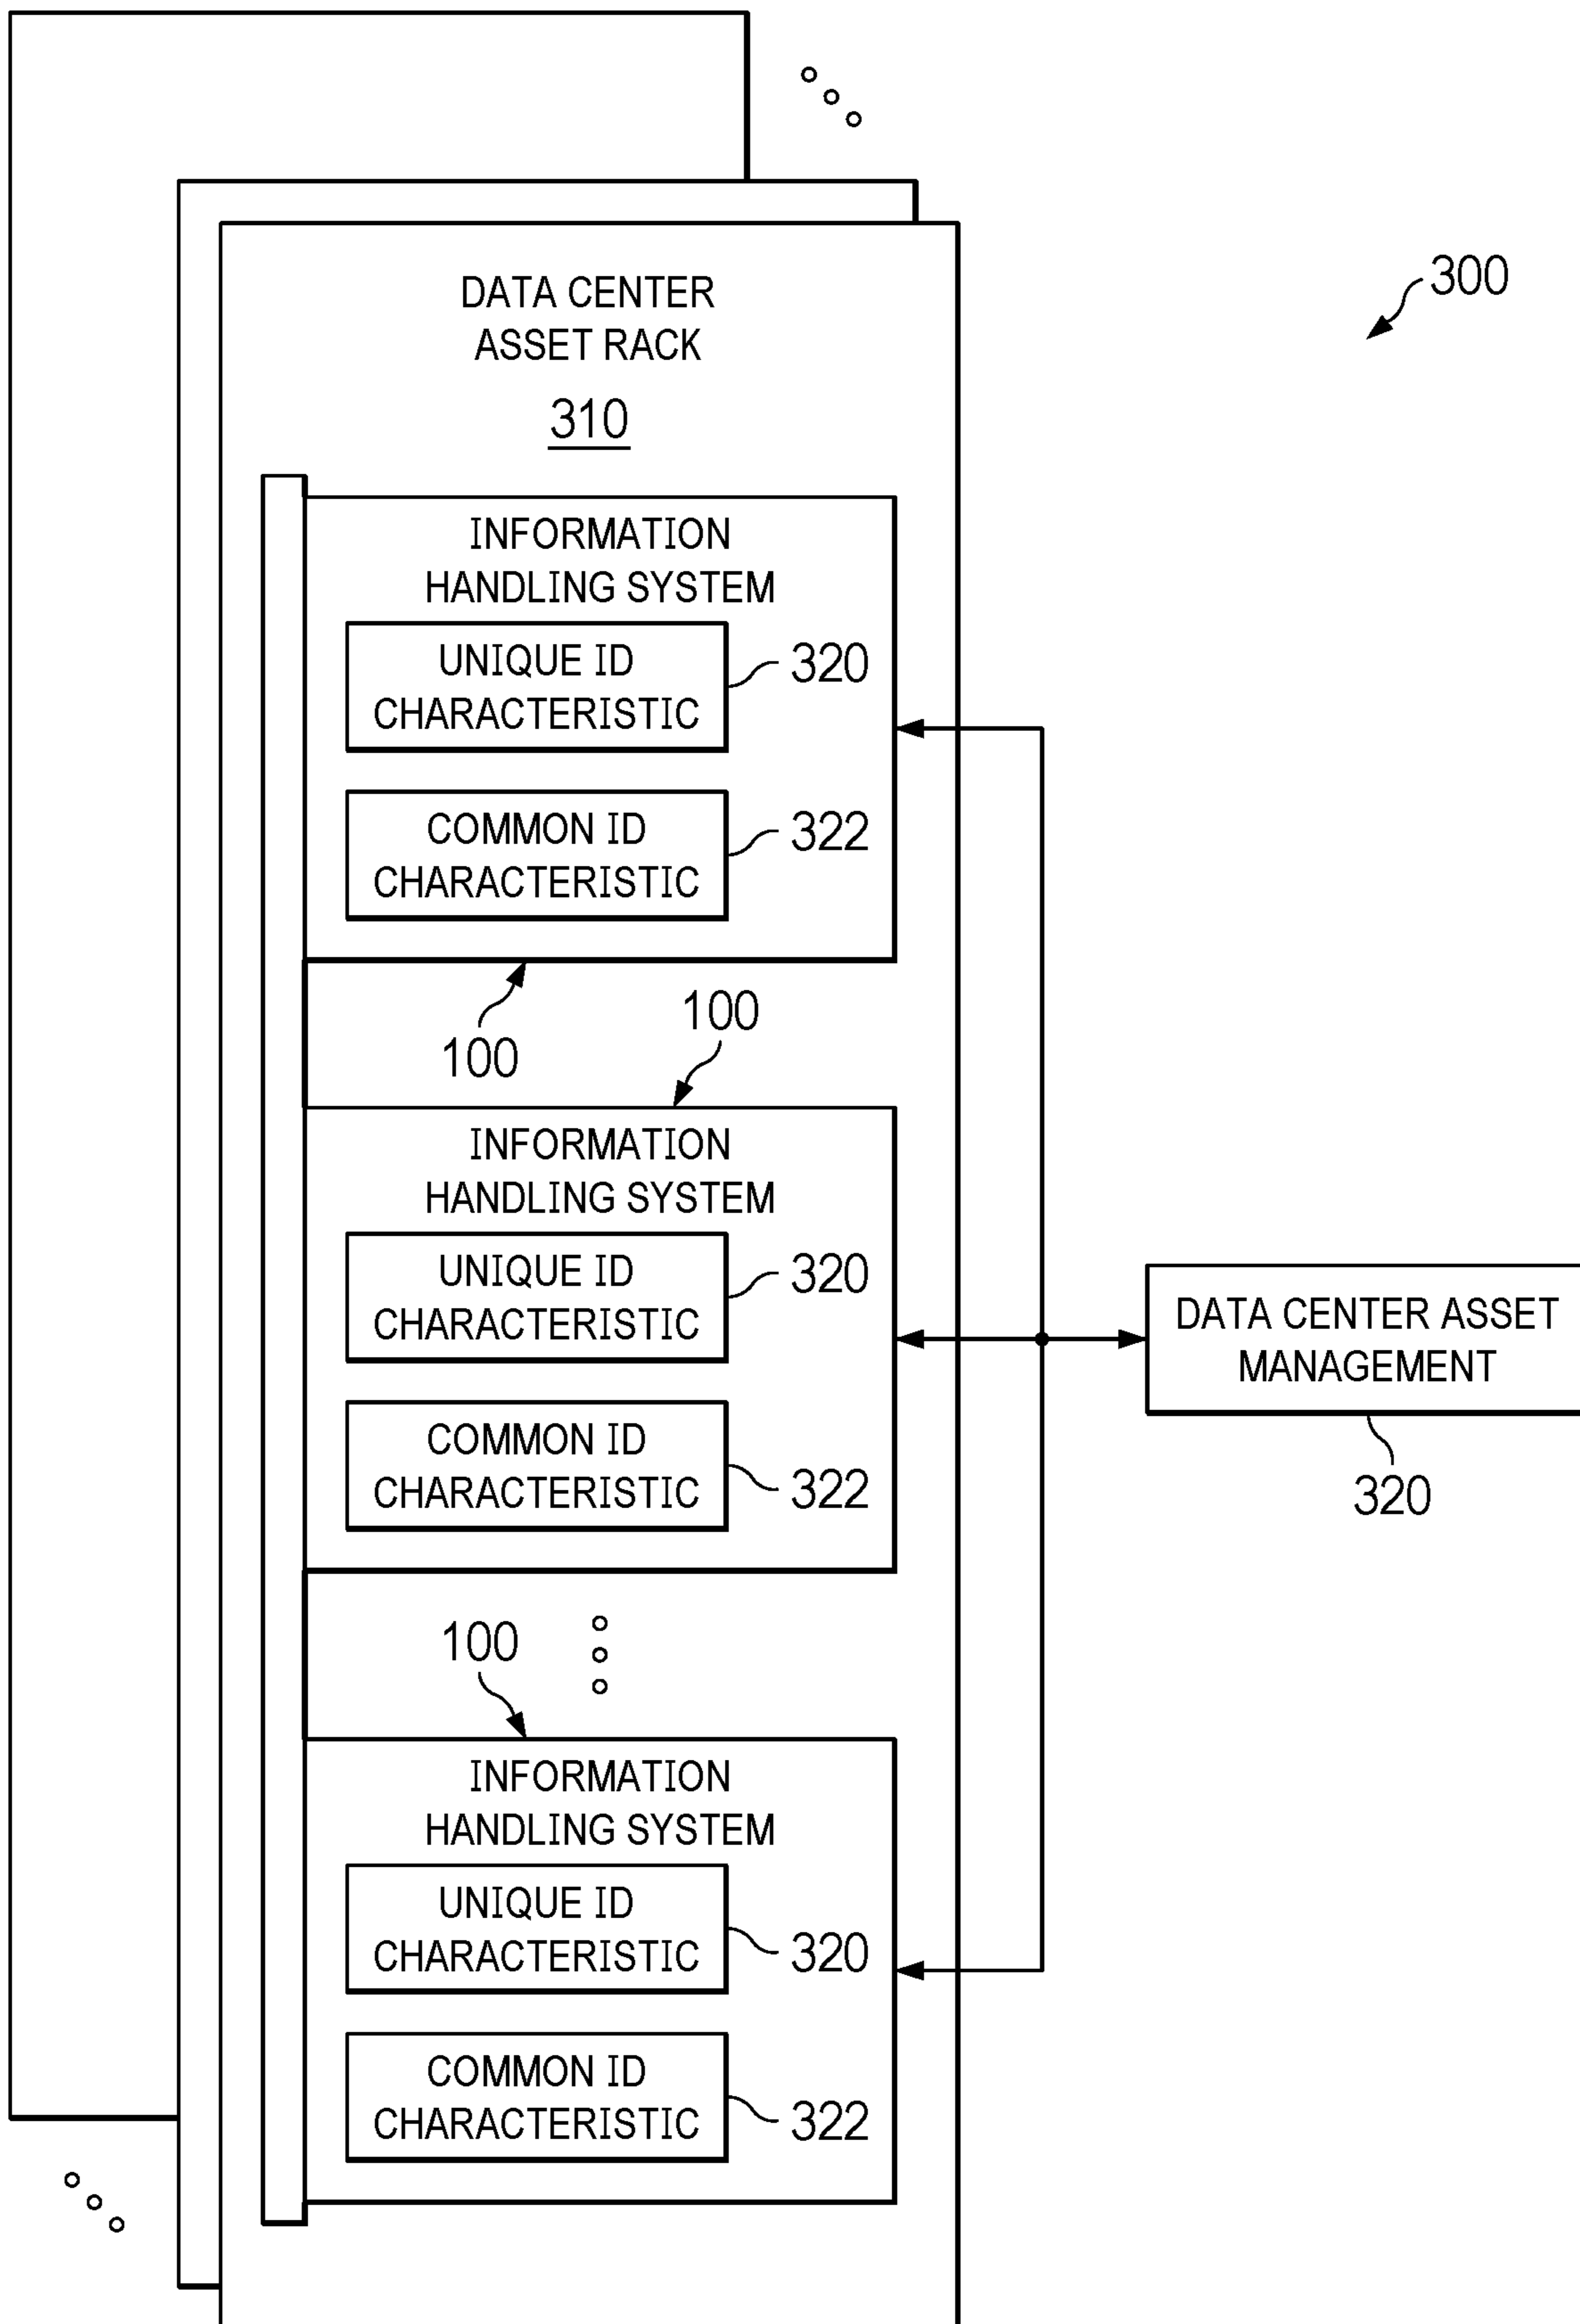 300
DATA CENTER
ASSET RACK
310
INFORMATION
HANDLING SYSTEM
UNIQUE ID
CHARACTERISTIC
320
COMMON ID
CHARACTERISTIC
322
100
100
INFORMATION
HANDLING SYSTEM
UNIQUE ID
CHARACTERISTIC
320
COMMON ID
CHARACTERISTIC
322
DATA CENTER ASSET
MANAGEMENT
320
100
INFORMATION
HANDLING SYSTEM
UNIQUE ID
CHARACTERISTIC
320
COMMON ID
CHARACTERISTIC
322